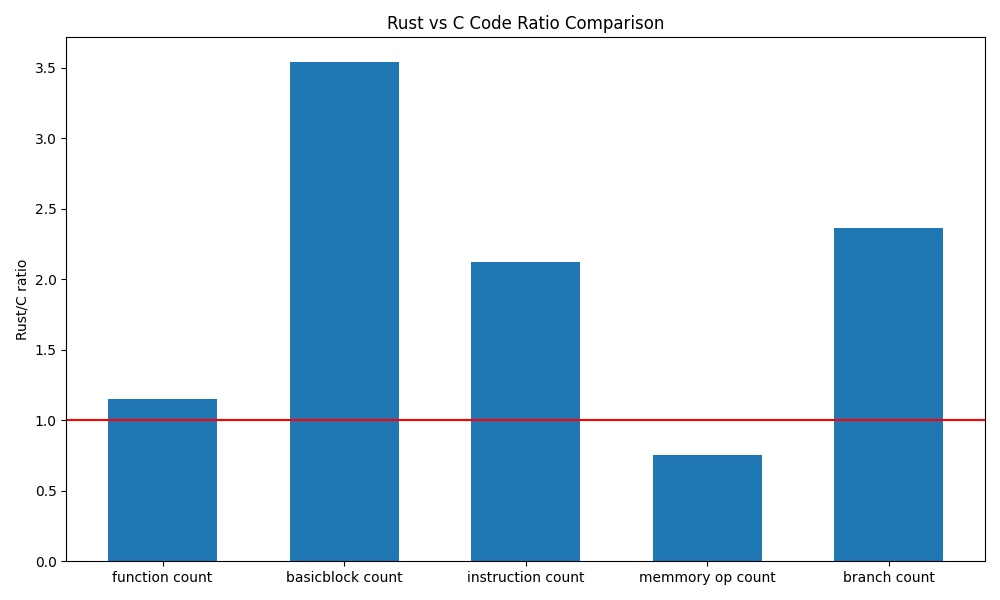 Rust vs C Code Ratio Comparison
Rust/C ratio
3.5
3.0
2.5
2.0
1.5
1.0
0.5
0.0
function count
basicblock count
instruction count
memmory op count
branch count